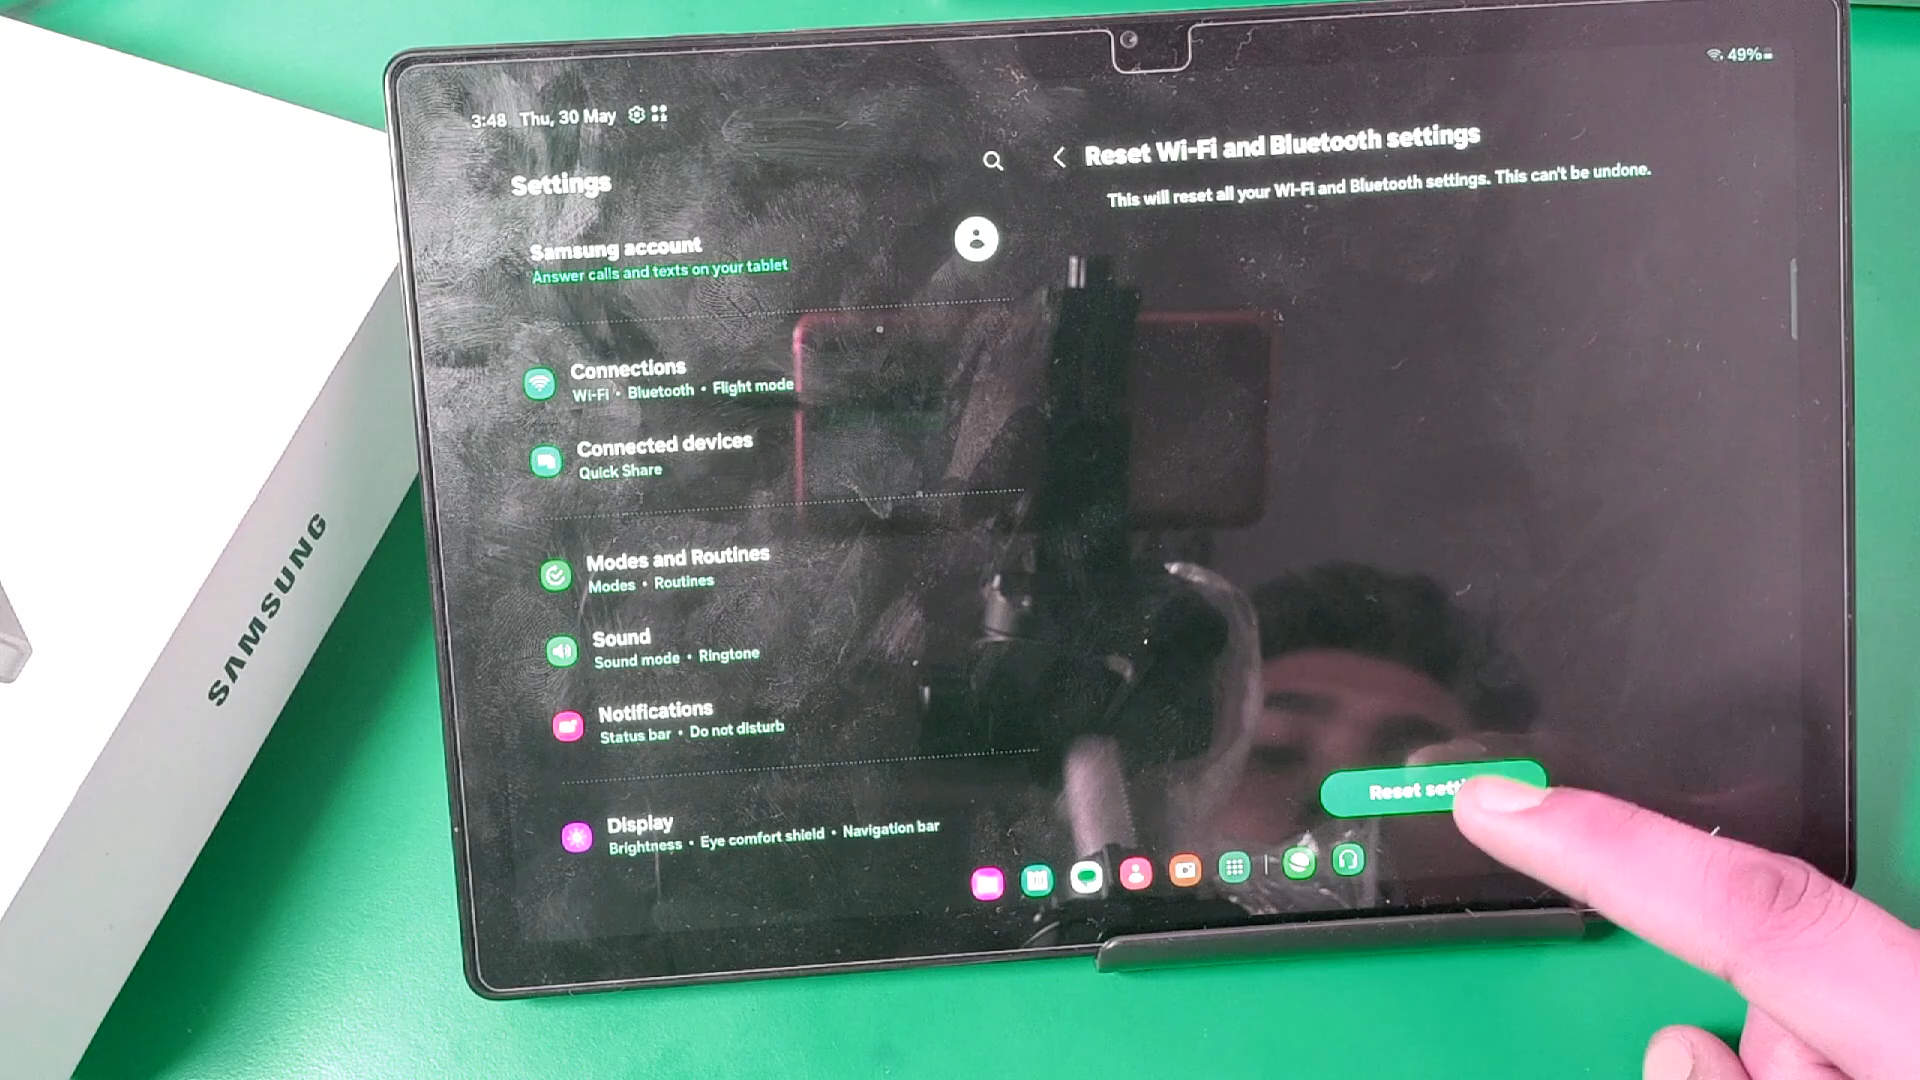 SAMSUNG
3:48 Thu, 30 May
49%
Settings
Samsung account
Answer calls and texts on your tablet
Connections
Wi-Fi • Bluetooth • Flight mode
Connected devices
Quick Share
Modes and Routines
Modes • Routines
Sound
Sound mode • Ringtone
Notifications
Status bar • Do not disturb
Display
Brightness • Eye comfort shield • Navigation bar
Reset Wi-Fi and Bluetooth settings
This will reset all your Wi-Fi and Bluetooth settings. This can't be undone.
Reset